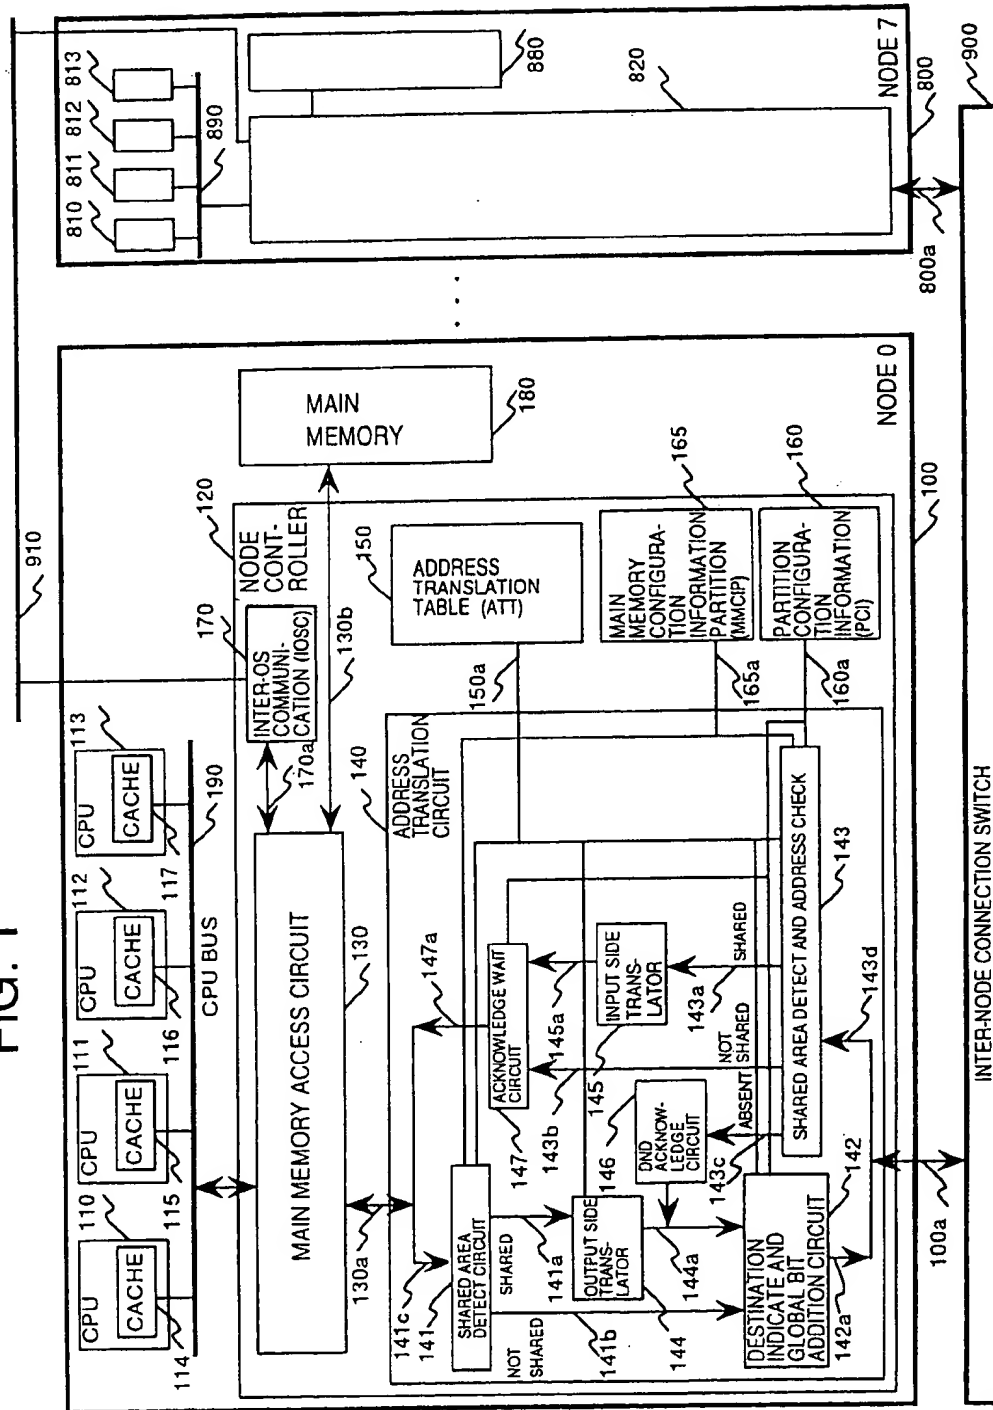 FIG. 1
910
110
CPU
CACHE
114
111
CPU
CACHE
115
112
CPU
CACHE
116
113
CPU
CACHE
117
CPU BUS
190
MAIN MEMORY ACCESS CIRCUIT
130
130a
170
INTER-OS
COMMUNI-
CATION (IOSC)
170a
120
NODE
CONT-
ROLLER
130b
MAIN
MEMORY
180
140
ADDRESS
TRANSLATION
CIRCUIT
150
ADDRESS
TRANSLATION
TABLE (ATT)
150a
141c
141
SHARED AREA
DETECT CIRCUIT
NOT
SHARED
SHARED
141a
141b
OUTPUT SIDE
TRANS-
LATOR
144
144a
147a
ACKNOWLEDGE WAIT
CIRCUIT
147
143b
145a
145
INPUT SIDE
TRANS-
LATOR
146
DND ACKNOW-
LEDGE
CIRCUIT
143c
ABSENT
NOT
SHARED
143a
SHARED
DESTINATION
INDICATE AND
GLOBAL BIT
ADDITION CIRCUIT
142
142a
SHARED AREA DETECT AND ADDRESS CHECK
143
143d
MAIN
MEMORY
CONFIGURA-
TION
INFORMATION
PARTITION
(MMCIP)
165
165a
PARTITION
CONFIGURA-
TION
INFORMATION
(PCI)
160
160a
NODE 0
100
100a
. . .
810
811
812
813
890
880
820
NODE 7
800
800a
900
INTER-NODE CONNECTION SWITCH